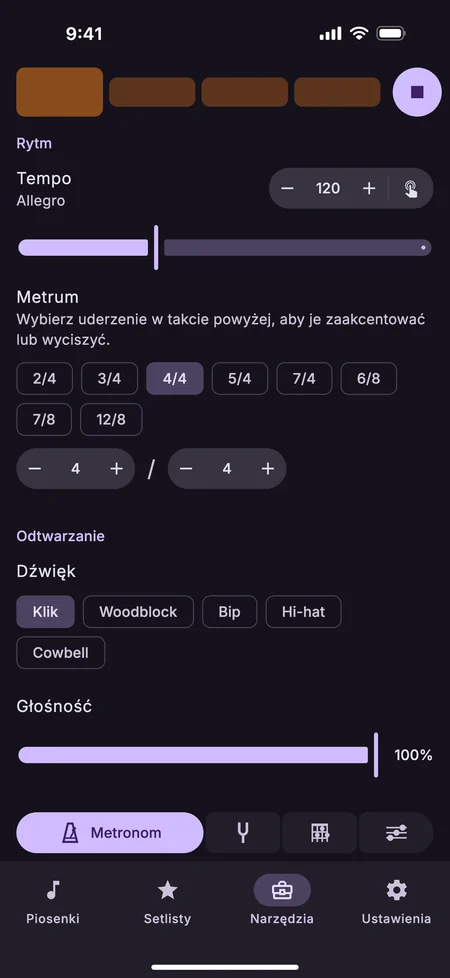 9:41
Rytm
Tempo
Allegro
120
Metrum
Wybierz uderzenie w takcie powyżej, aby je zaakcentować
lub wyciszyć.
2/4 3/4 4/4 5/4 7/4 6/8
7/8 12/8
4 / 4
Odtwarzanie
Dźwięk
Klik Woodblock Bip Hi-hat
Cowbell
Głośność
100%
Metronom
Piosenki Setlisty Narzędzia Ustawienia